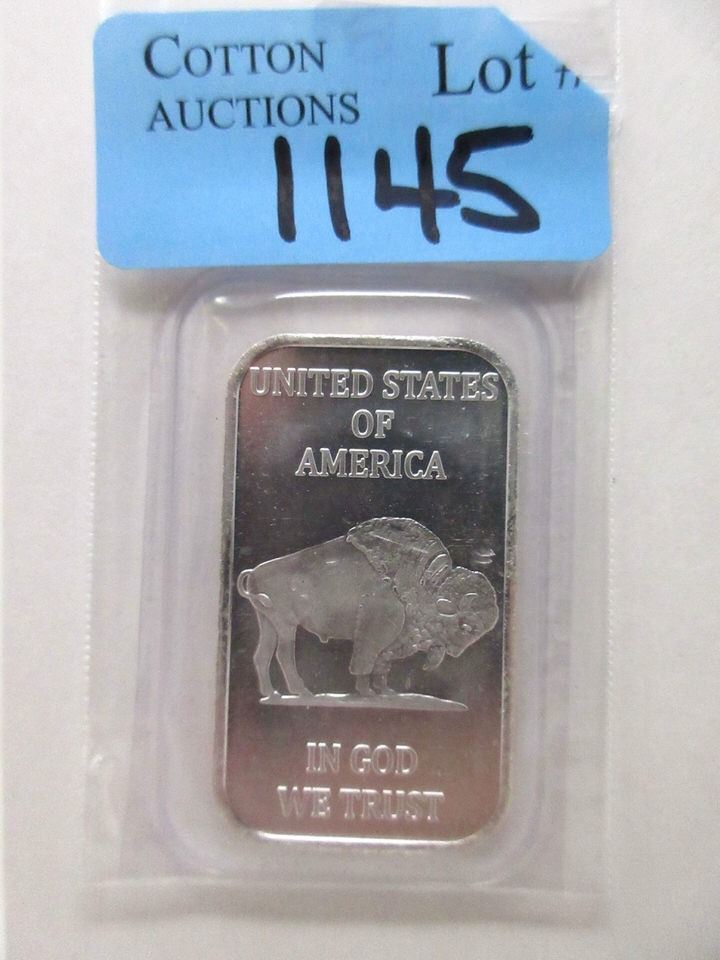 COTTON
AUCTIONS
Lot #
1145
UNITED STATES
OF
AMERICA
IN GOD
WE TRUST